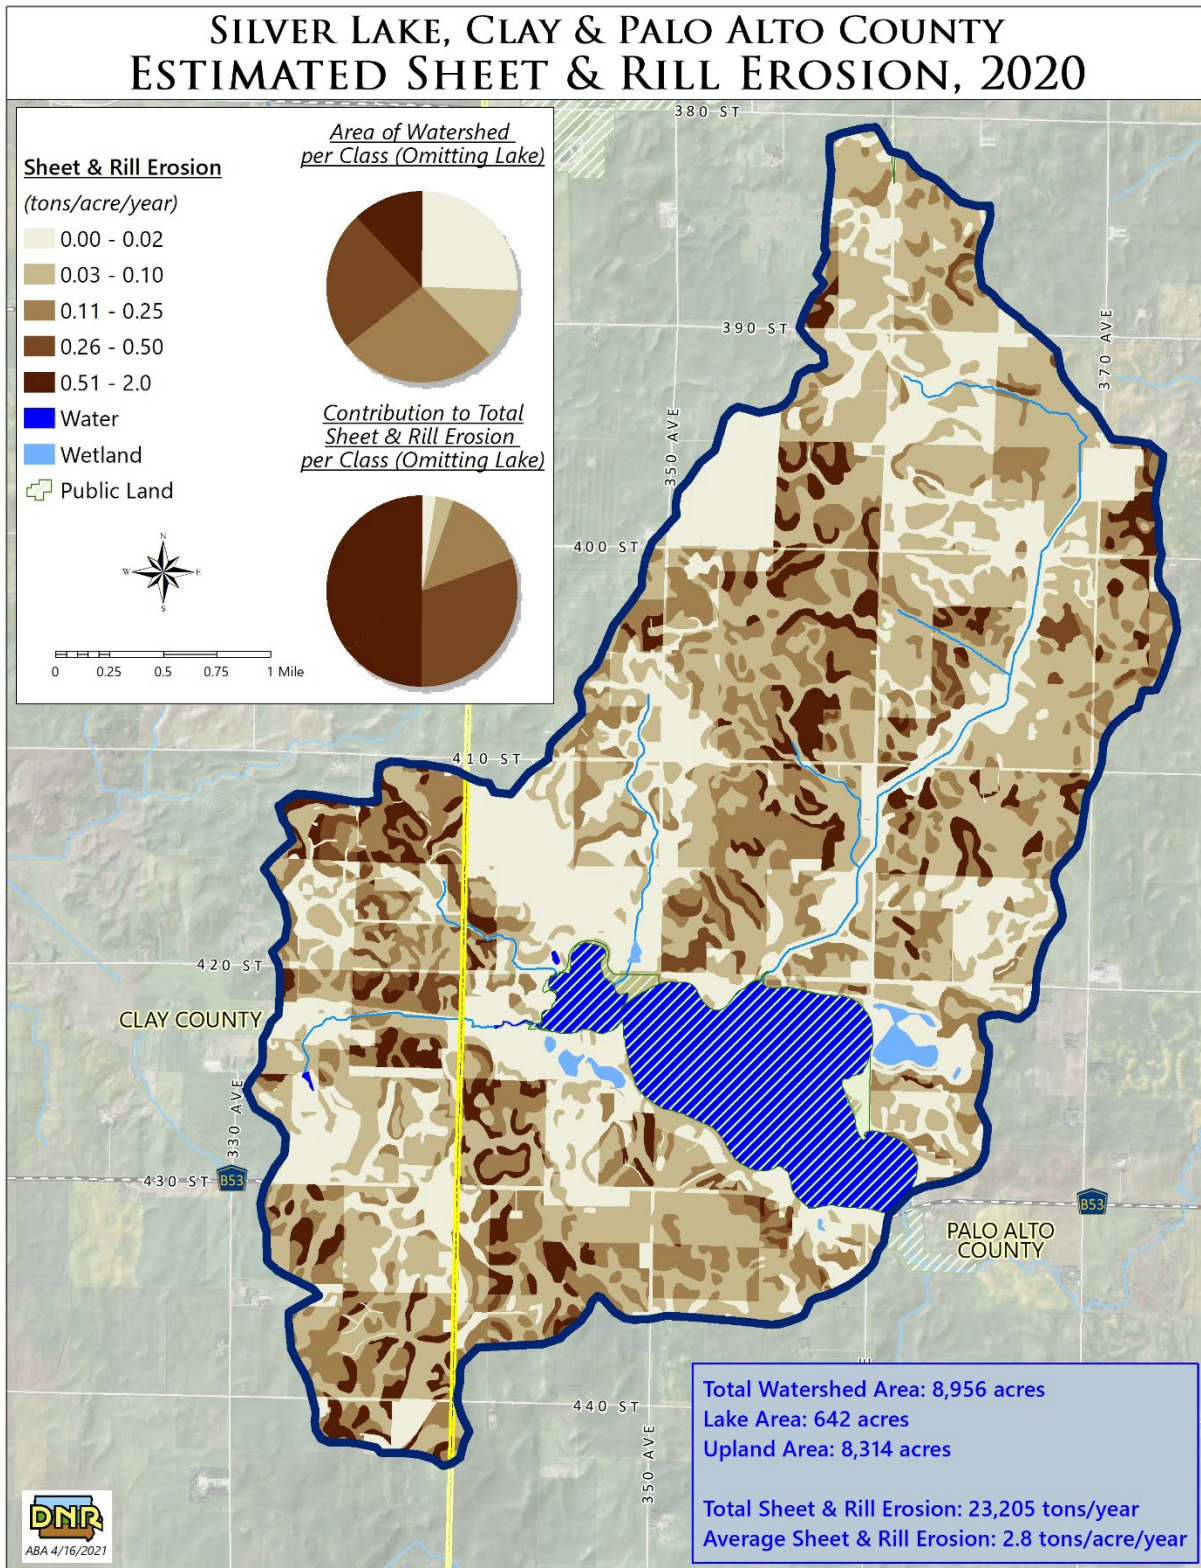 SILVER LAKE, CLAY & PALO ALTO COUNTY
ESTIMATED SHEET & RILL EROSION, 2020
Sheet & Rill Erosion
(tons/acre/year)
0.00 - 0.02
0.03 - 0.10
0.11 - 0.25
0.26 - 0.50
0.51 - 2.0
Water
Wetland
Public Land
N
W
E
S
0 0.25 0.5 0.75 1 Mile
Area of Watershed
per Class (Omitting Lake)
Contribution to Total
Sheet & Rill Erosion
per Class (Omitting Lake)
380 ST
390 ST
370 AVE
350 AVE
400 ST
410 ST
420 ST
CLAY COUNTY
330 AVE
430 ST
B53
B53
PALO ALTO
COUNTY
440 ST
350 AVE
Total Watershed Area: 8,956 acres
Lake Area: 642 acres
Upland Area: 8,314 acres
Total Sheet & Rill Erosion: 23,205 tons/year
Average Sheet & Rill Erosion: 2.8 tons/acre/year
DNR
ABA 4/16/2021